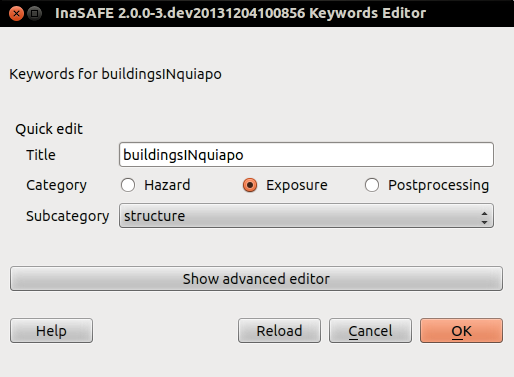 InaSAFE 2.0.0-3.dev20131204100856 Keywords Editor
Keywords for buildingsINquiapo
Quick edit
Title buildingsINquiapo
Category Hazard Exposure Postprocessing
Subcategory structure
Show advanced editor
Help Reload Cancel OK